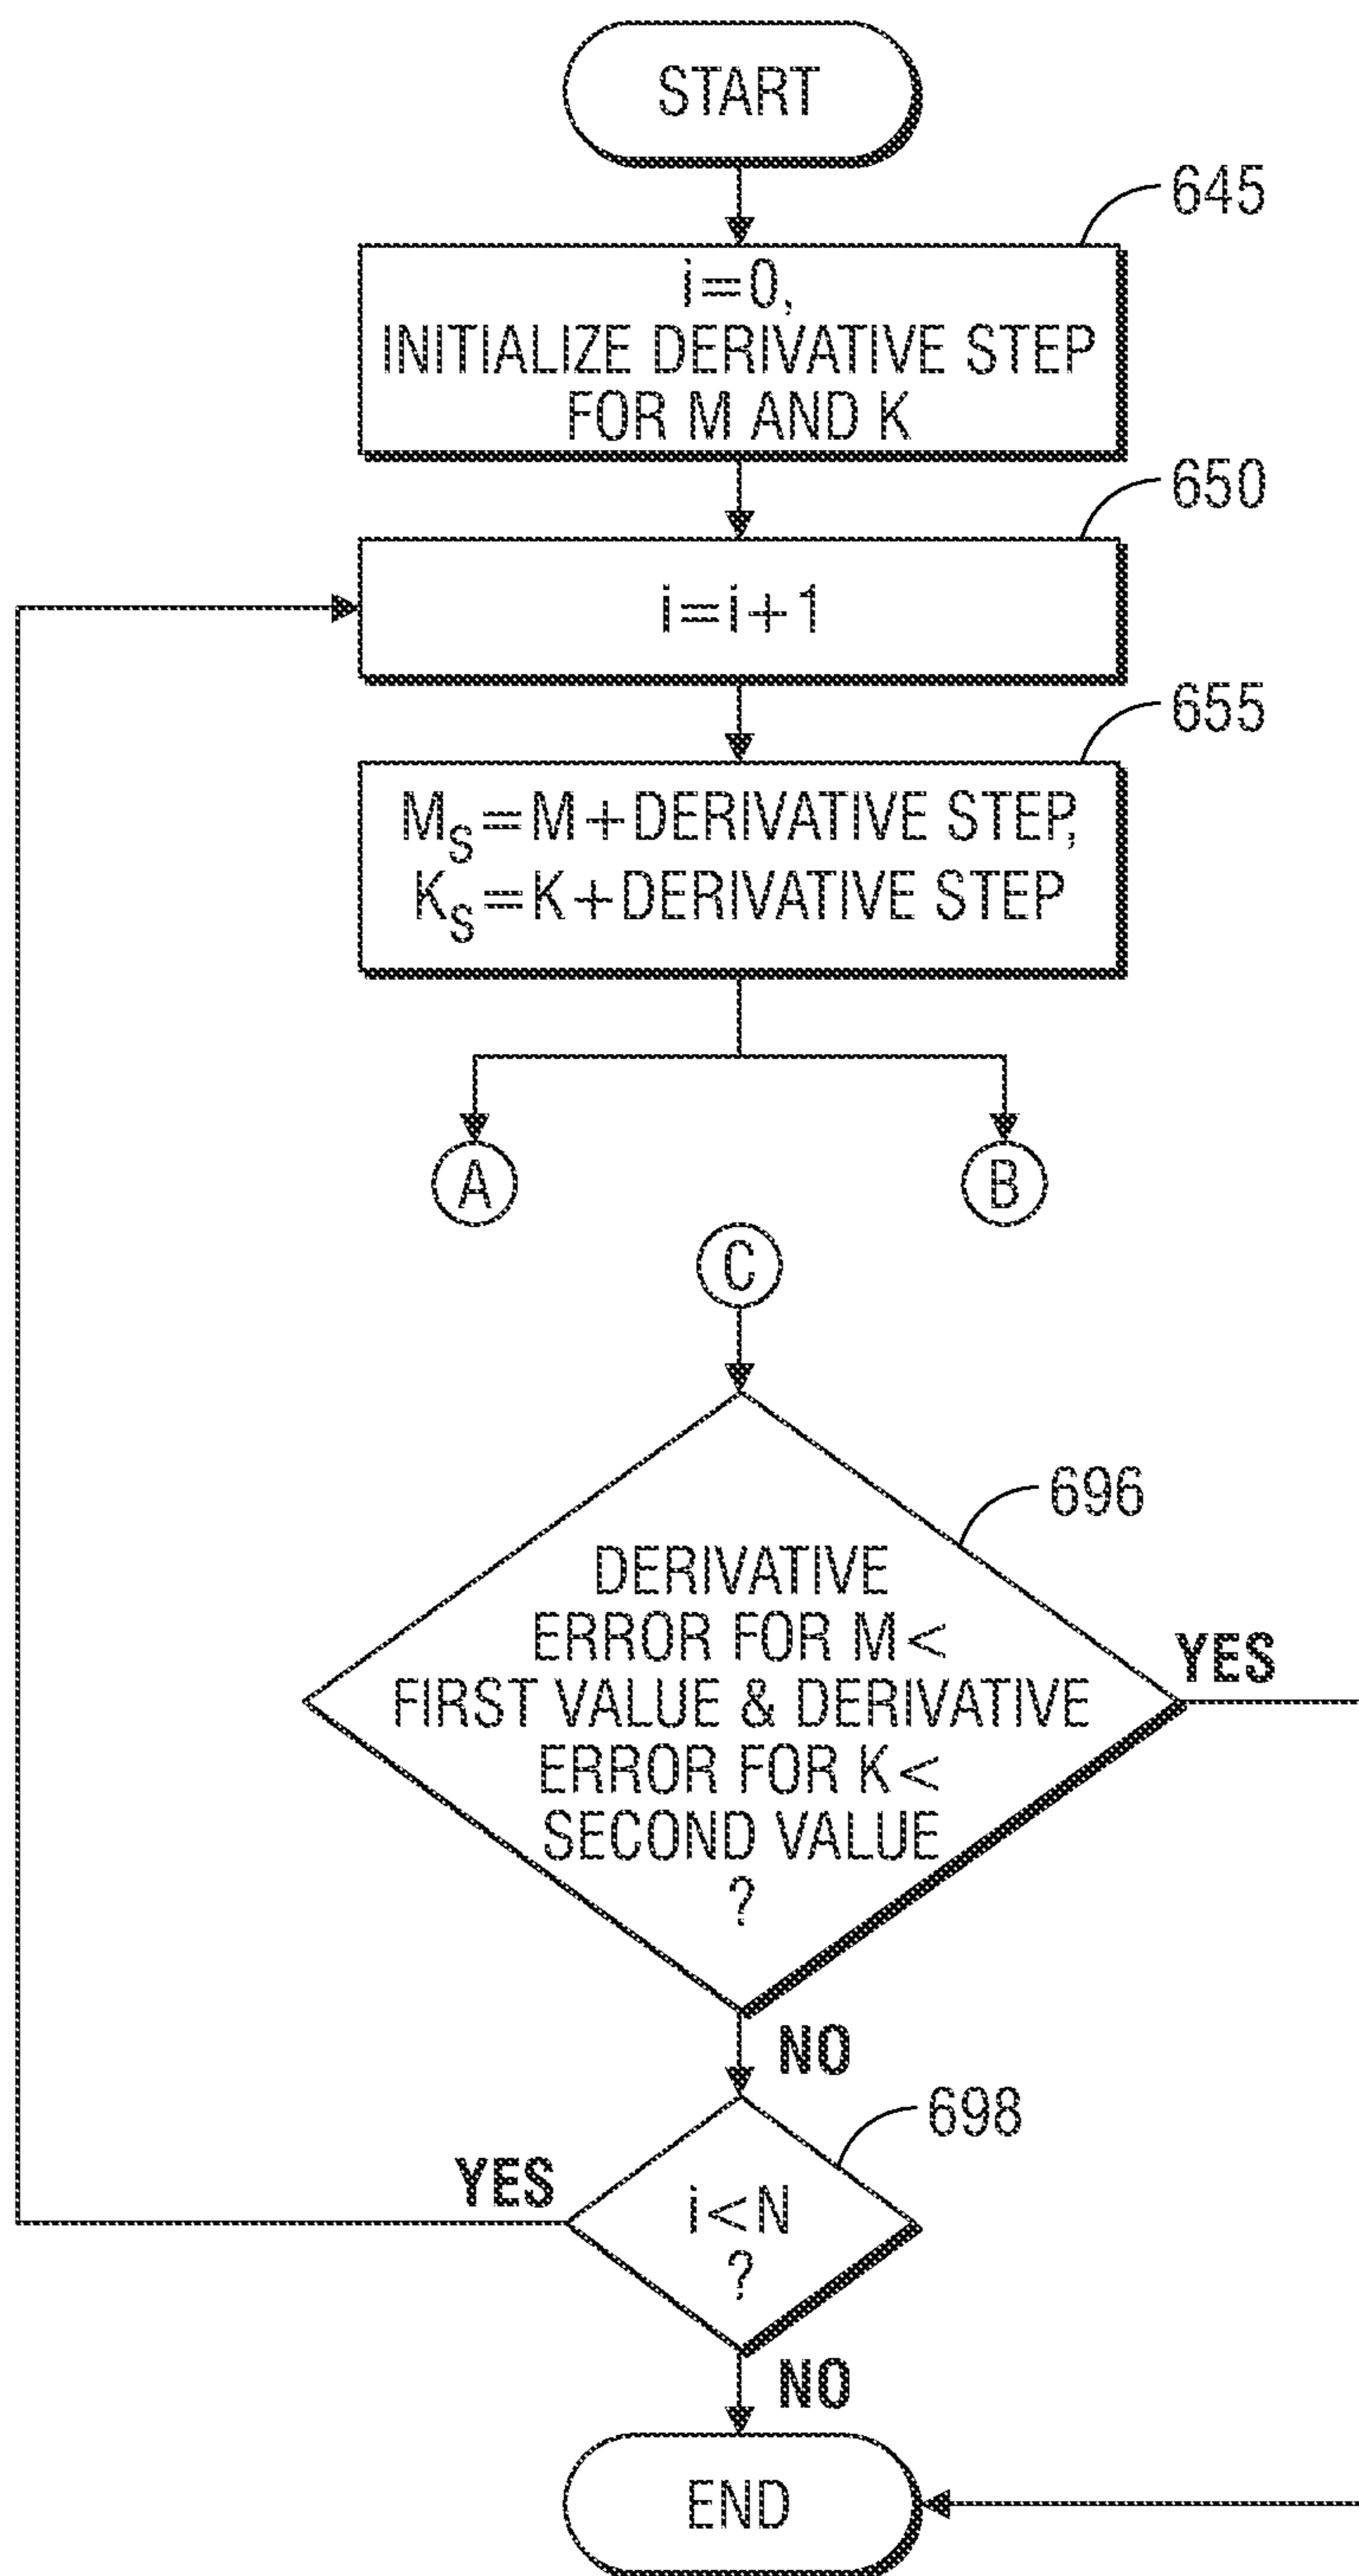 START
645
i=0,
INITIALIZE DERIVATIVE STEP
FOR M AND K
650
i=i+1
655
M_S=M+DERIVATIVE STEP,
K_S=K+DERIVATIVE STEP
A
B
C
696
DERIVATIVE
ERROR FOR M<
FIRST VALUE & DERIVATIVE
ERROR FOR K<
SECOND VALUE
?
YES
NO
698
YES
i<N
?
NO
END